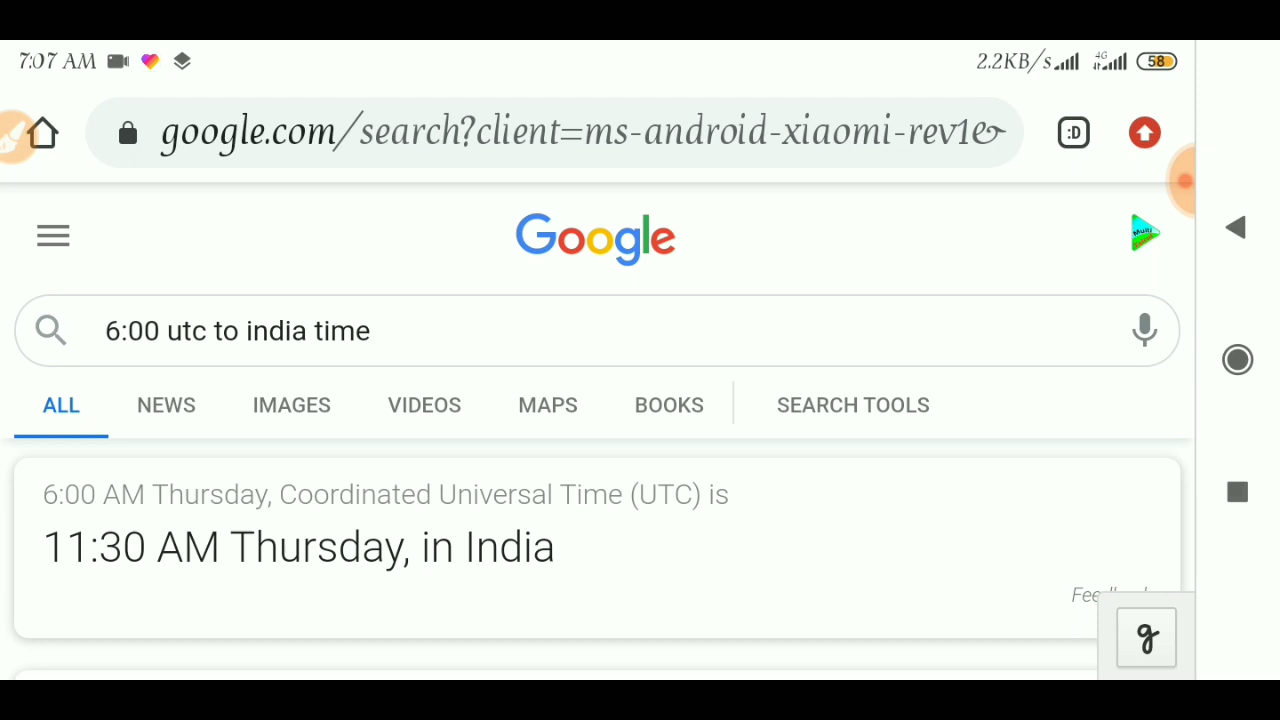 7:07 AM 2.2KB/s 4G 58
google.com/search?client=ms-android-xiaomi-rev1e :D
Google
6:00 utc to india time
ALL NEWS IMAGES VIDEOS MAPS BOOKS SEARCH TOOLS
6:00 AM Thursday, Coordinated Universal Time (UTC) is
11:30 AM Thursday, in India
g